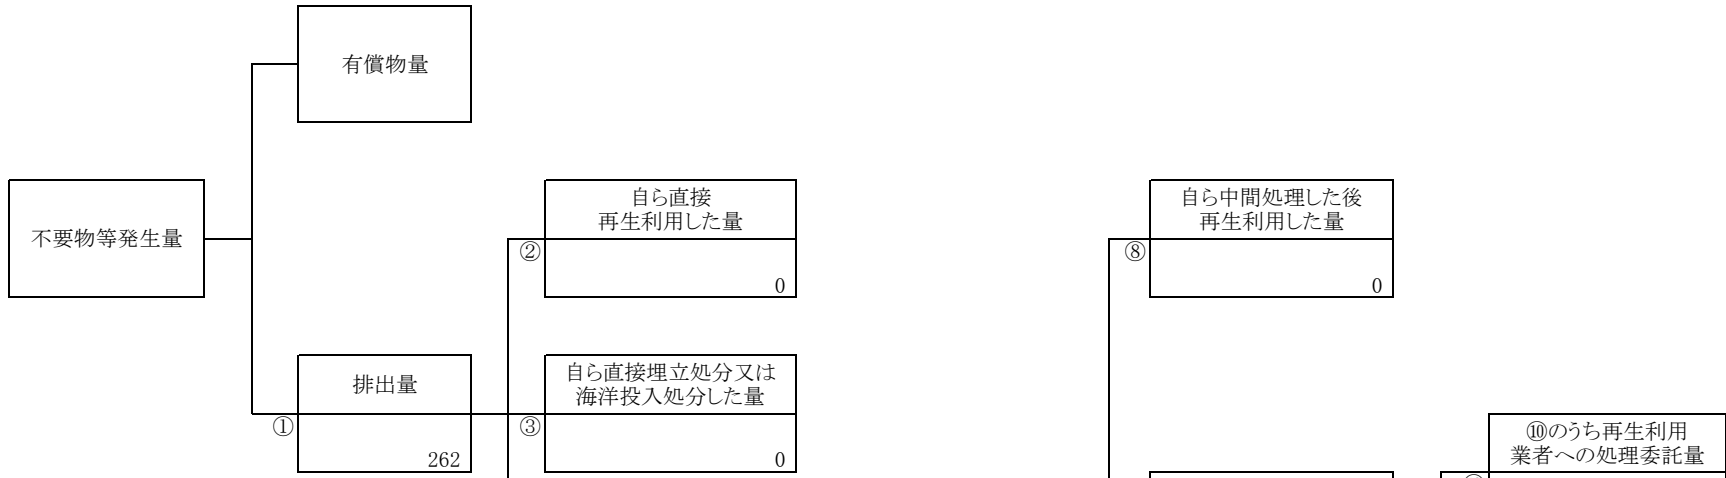 有償物量
不要物等発生量
自ら直接
再生利用した量
②
0
自ら中間処理した後
再生利用した量
⑧
0
排出量
①
262
自ら直接埋立処分又は
海洋投入処分した量
③
0
⑩のうち再生利用
業者への処理委託量